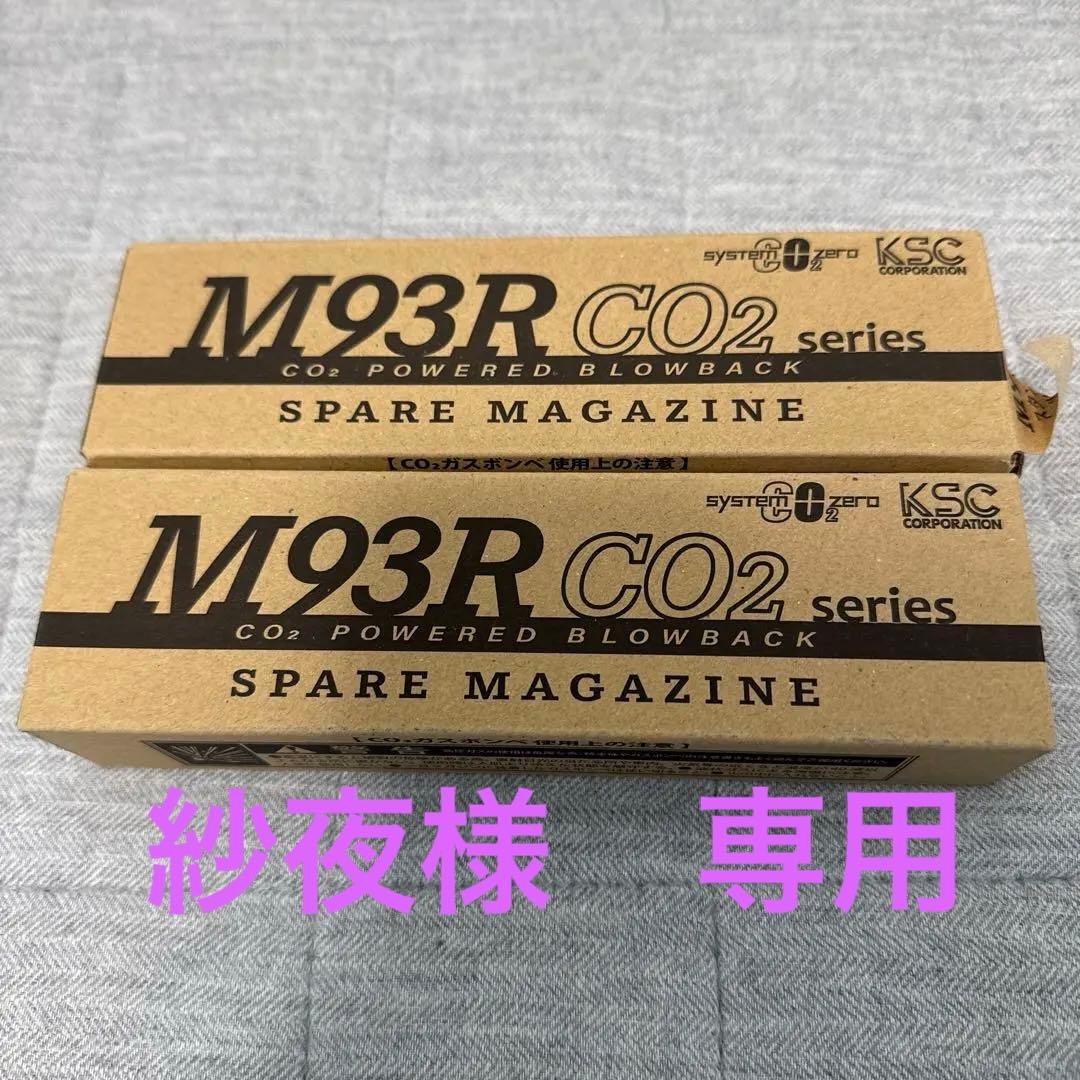 system CO2 zero KSC
CORPORATION
M93R CO2 series
CO2 POWERED BLOWBACK
SPARE MAGAZINE
【CO₂ガスボンベ 使用上の注意】
system CO2 zero KSC
CORPORATION
M93R CO2 series
CO2 POWERED BLOWBACK
SPARE MAGAZINE
【CO₂ガスボンベ 使用上の注意】
警告
紗夜様 専用